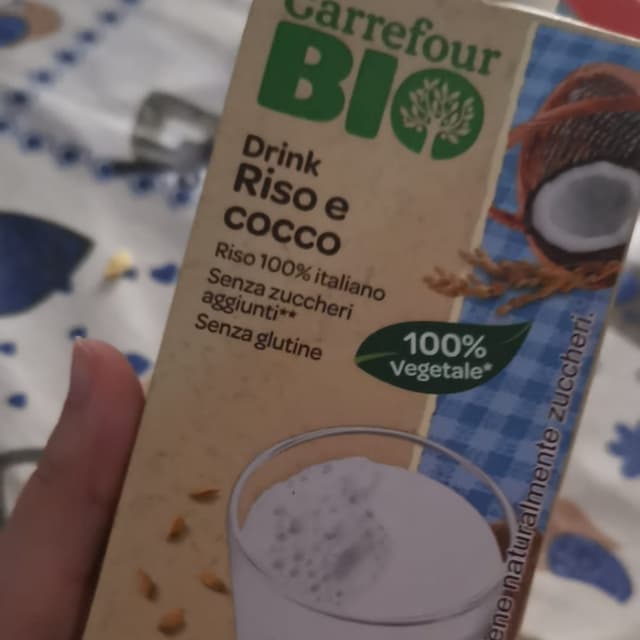 Carrefour
BIO
Drink
Riso e
cocco
Riso 100% italiano
Senza zuccheri
aggiunti**
Senza glutine
100%
Vegetale*
naturalmente zuccheri.